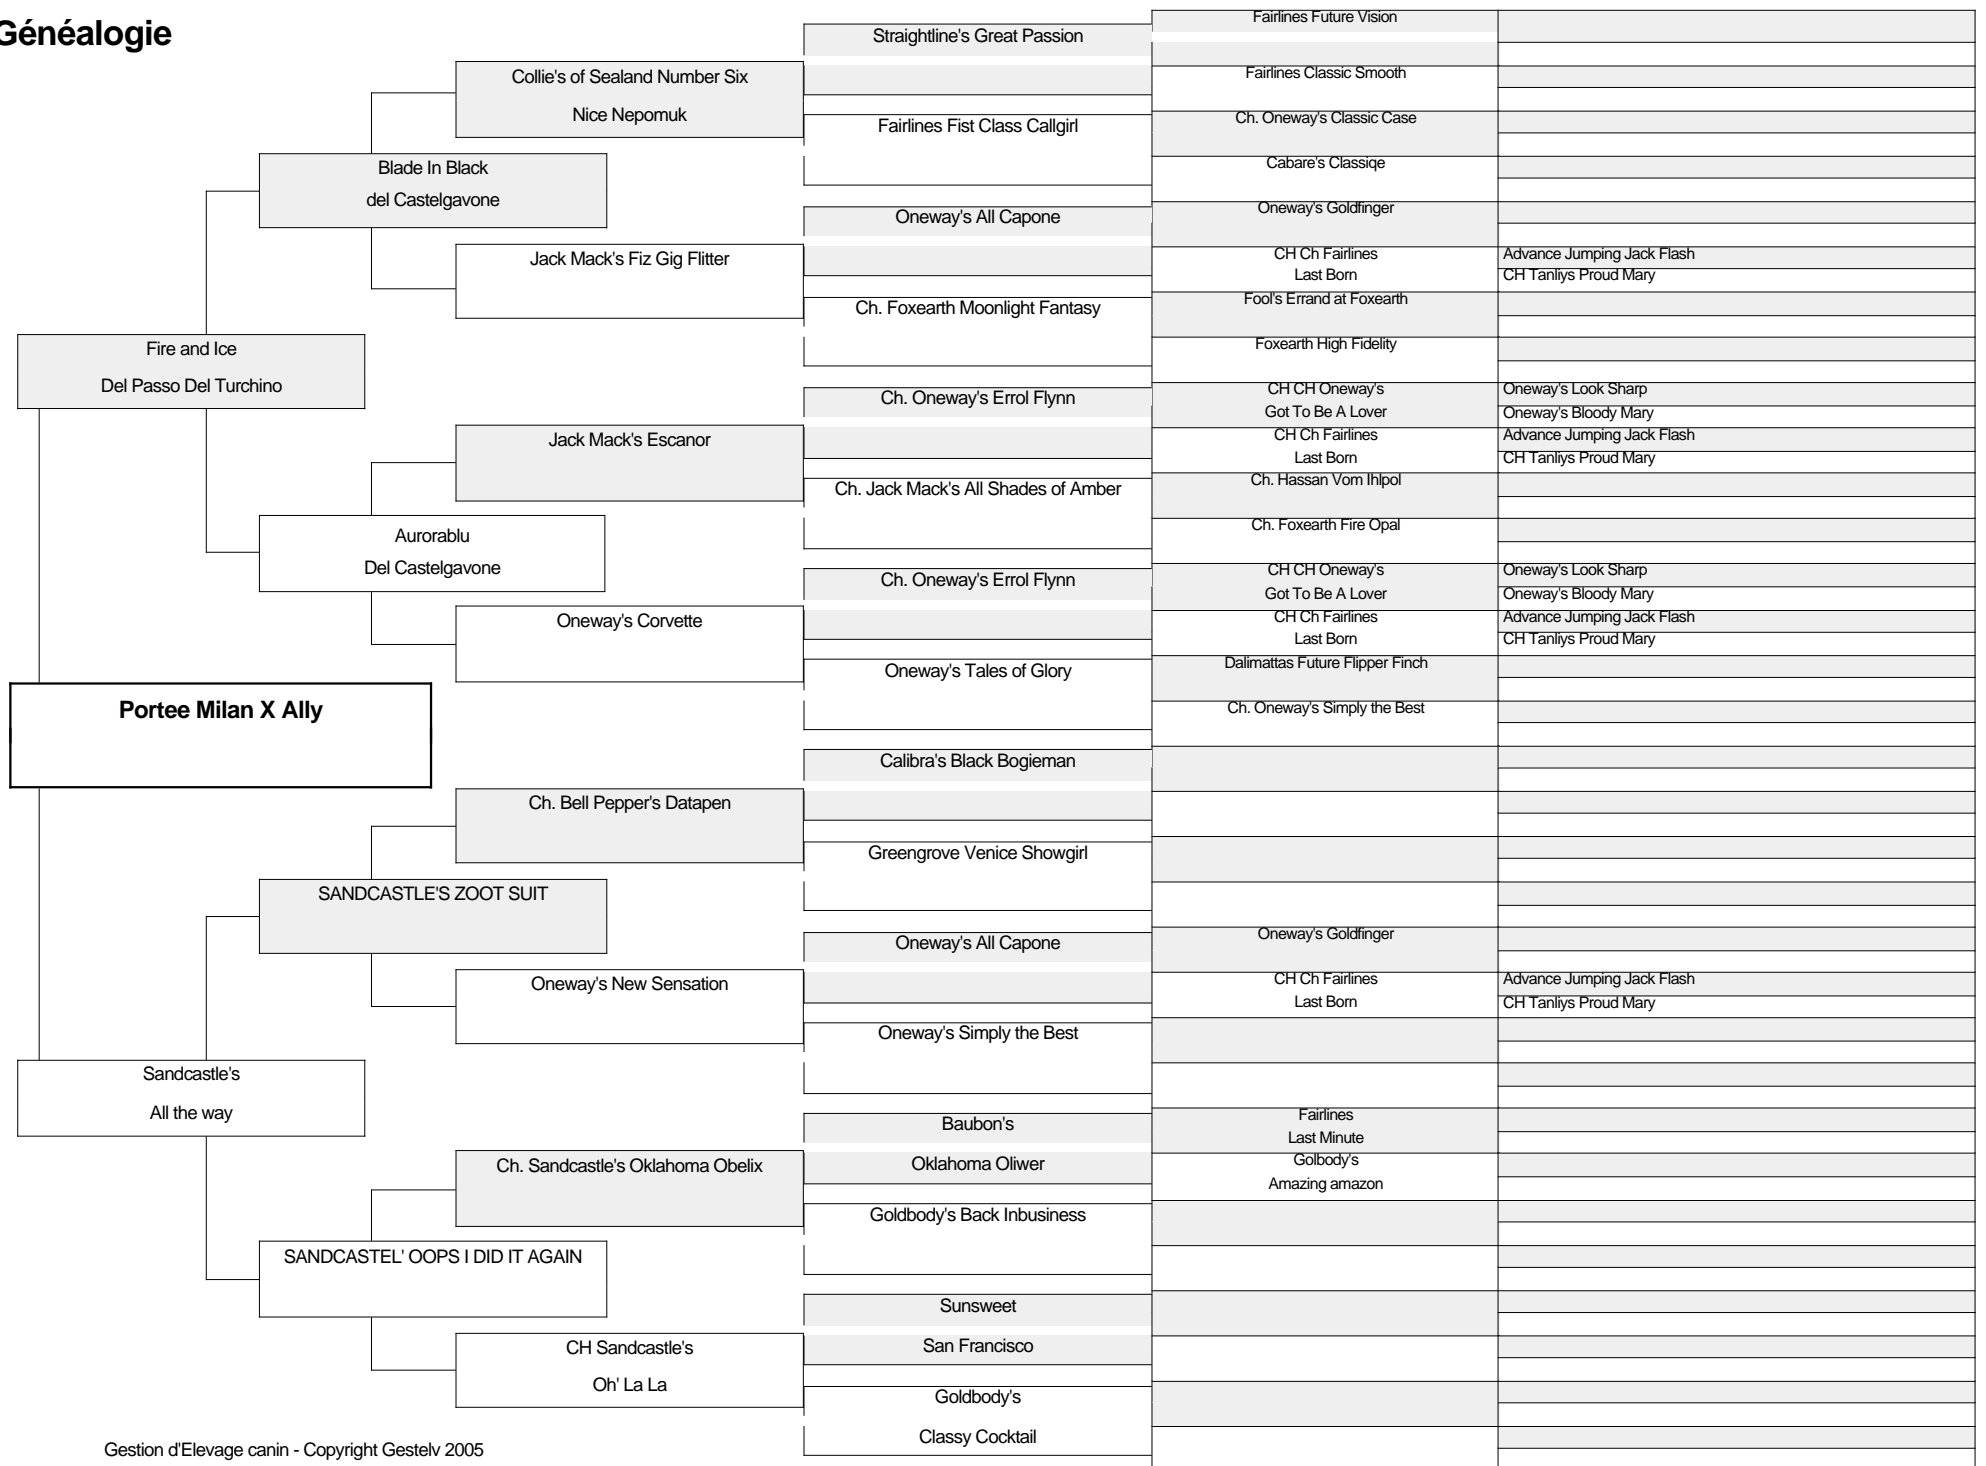 Généalogie
Fairlines Future Vision
Straightline's Great Passion
Collie's of Sealand Number Six
Nice Nepomuk
Fairlines Classic Smooth
Fairlines Fist Class Callgirl
Ch. Oneway's Classic Case
Cabare's Classiqe
Blade In Black
del Castelgavone
Oneway's All Capone
Oneway's Goldfinger
Jack Mack's Fiz Gig Flitter
CH Ch Fairlines
Last Born
Advance Jumping Jack Flash
CH Tanliys Proud Mary
Ch. Foxearth Moonlight Fantasy
Fool's Errand at Foxearth
Foxearth High Fidelity
Fire and Ice
Del Passo Del Turchino
Ch. Oneway's Errol Flynn
CH CH Oneway's
Got To Be A Lover
Oneway's Look Sharp
Oneway's Bloody Mary
Jack Mack's Escanor
CH Ch Fairlines
Last Born
Advance Jumping Jack Flash
CH Tanliys Proud Mary
Ch. Jack Mack's All Shades of Amber
Ch. Hassan Vom Ihlpol
Ch. Foxearth Fire Opal
Aurorablu
Del Castelgavone
Ch. Oneway's Errol Flynn
CH CH Oneway's
Got To Be A Lover
Oneway's Look Sharp
Oneway's Bloody Mary
Oneway's Corvette
CH Ch Fairlines
Last Born
Advance Jumping Jack Flash
CH Tanliys Proud Mary
Oneway's Tales of Glory
Dalimattas Future Flipper Finch
Ch. Oneway's Simply the Best
Portee Milan X Ally
Calibra's Black Bogieman
Ch. Bell Pepper's Datapen
Greengrove Venice Showgirl
SANDCASTLE'S ZOOT SUIT
Oneway's All Capone
Oneway's Goldfinger
Oneway's New Sensation
CH Ch Fairlines
Last Born
Advance Jumping Jack Flash
CH Tanliys Proud Mary
Oneway's Simply the Best
Sandcastle's
All the way
Baubon's
Oklahoma Oliwer
Fairlines
Last Minute
Golbody's
Amazing amazon
Ch. Sandcastle's Oklahoma Obelix
Goldbody's Back Inbusiness
SANDCASTEL' OOPS I DID IT AGAIN
Sunsweet
San Francisco
CH Sandcastle's
Oh' La La
Goldbody's
Classy Cocktail
Gestion d'Elevage canin - Copyright Gestelv 2005